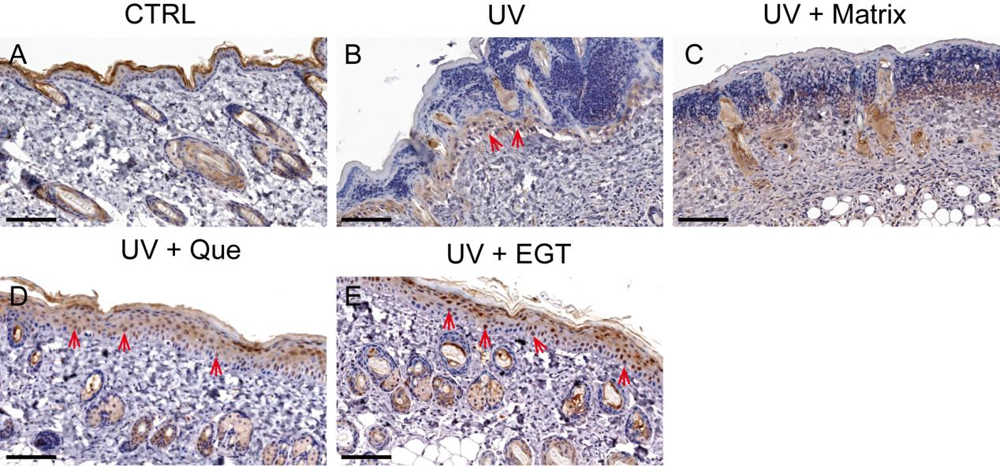 CTRL
UV
UV + Matrix
A
B
C
UV + Que
UV + EGT
D
E